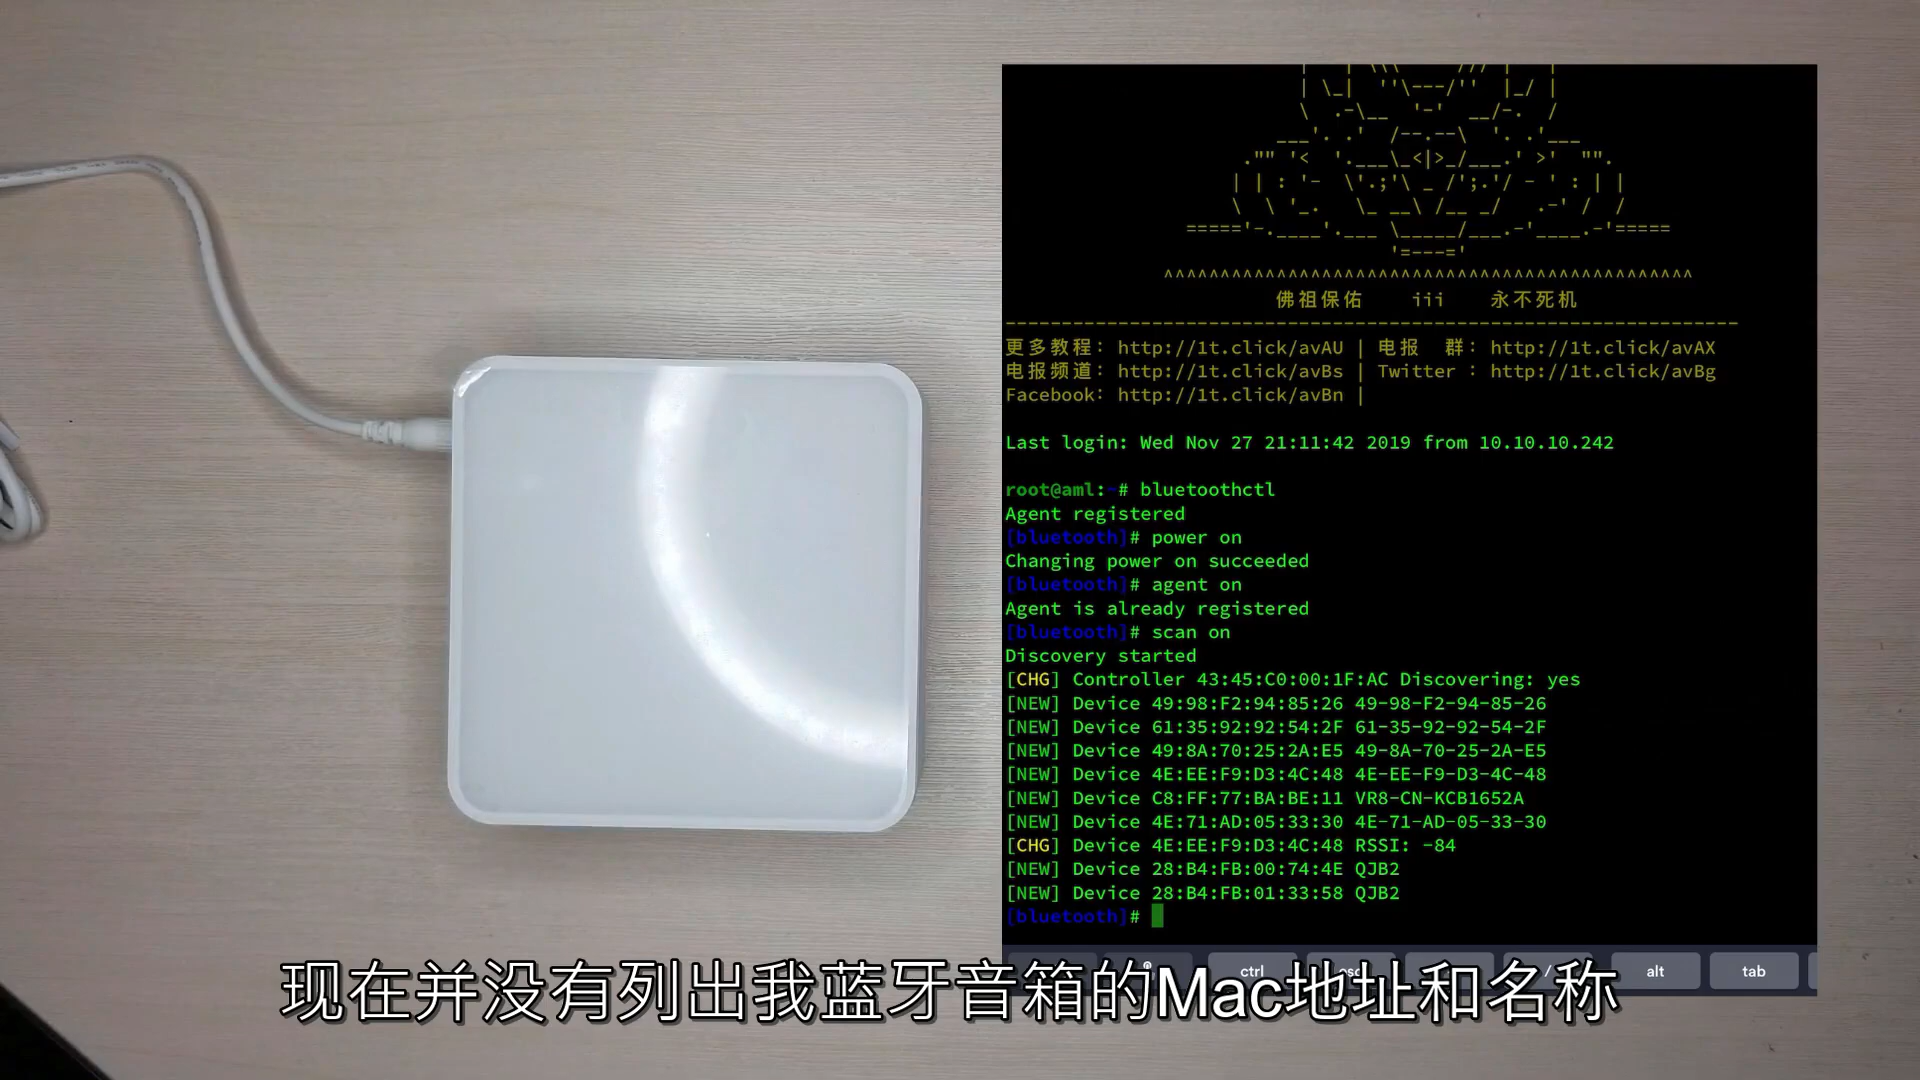 佛祖保佑    iii    永不死机
更多教程: http://1t.click/avAU | 电报  群: http://1t.click/avAX
电报频道: http://1t.click/avBs | Twitter : http://1t.click/avBg
Facebook: http://1t.click/avBn |
Last login: Wed Nov 27 21:11:42 2019 from 10.10.10.242
root@aml:~# bluetoothctl
Agent registered
[bluetooth]# power on
Changing power on succeeded
[bluetooth]# agent on
Agent is already registered
[bluetooth]# scan on
Discovery started
[CHG] Controller 43:45:C0:00:1F:AC Discovering: yes
[NEW] Device 49:98:F2:94:85:26 49-98-F2-94-85-26
[NEW] Device 61:35:92:92:54:2F 61-35-92-92-54-2F
[NEW] Device 49:8A:70:25:2A:E5 49-8A-70-25-2A-E5
[NEW] Device 4E:EE:F9:D3:4C:48 4E-EE-F9-D3-4C-48
[NEW] Device C8:FF:77:BA:BE:11 VR8-CN-KCB1652A
[NEW] Device 4E:71:AD:05:33:30 4E-71-AD-05-33-30
[CHG] Device 4E:EE:F9:D3:4C:48 RSSI: -84
[NEW] Device 28:B4:FB:00:74:4E QJB2
[NEW] Device 28:B4:FB:01:33:58 QJB2
[bluetooth]#
ctrl / alt tab
现在并没有列出我蓝牙音箱的Mac地址和名称